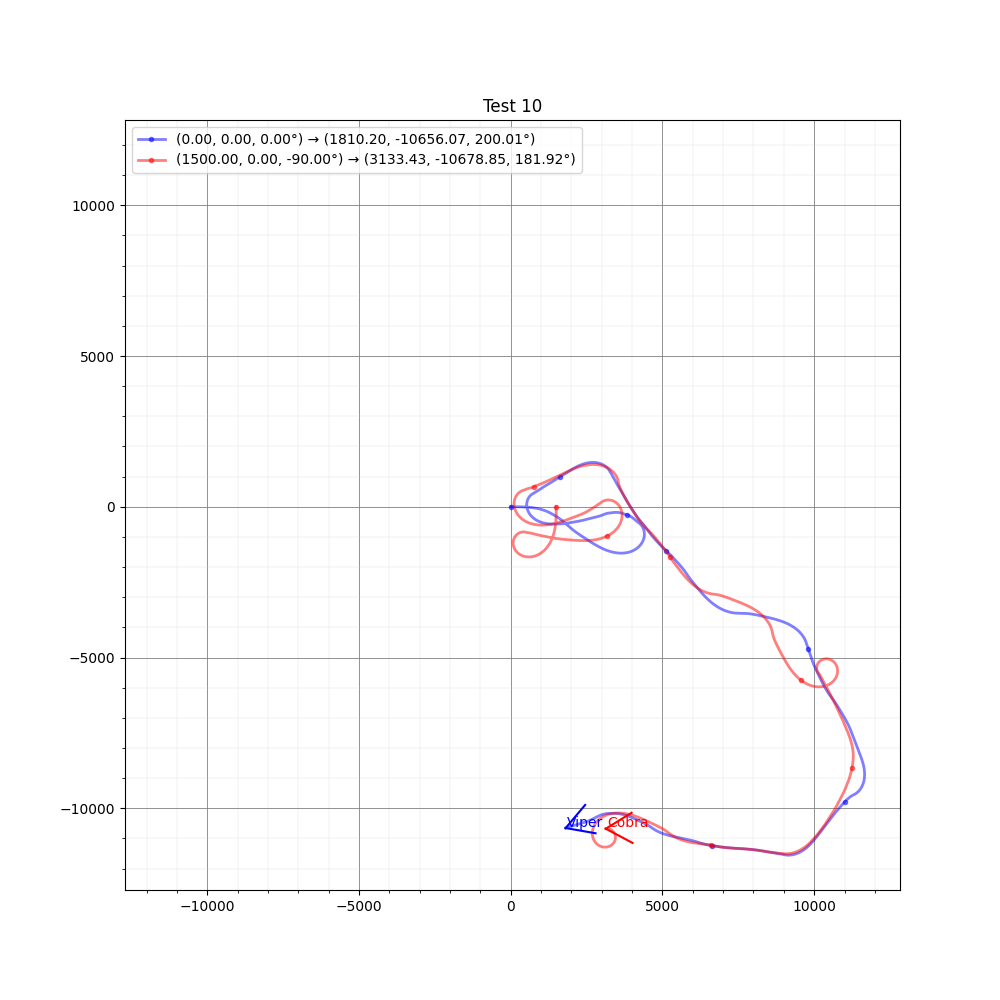 Test 10
(0.00, 0.00, 0.00°) → (1810.20, -10656.07, 200.01°)
(1500.00, 0.00, -90.00°) → (3133.43, -10678.85, 181.92°)
10000
5000
0
−5000
−10000
Viper Cobra
−10000 −5000 0 5000 10000